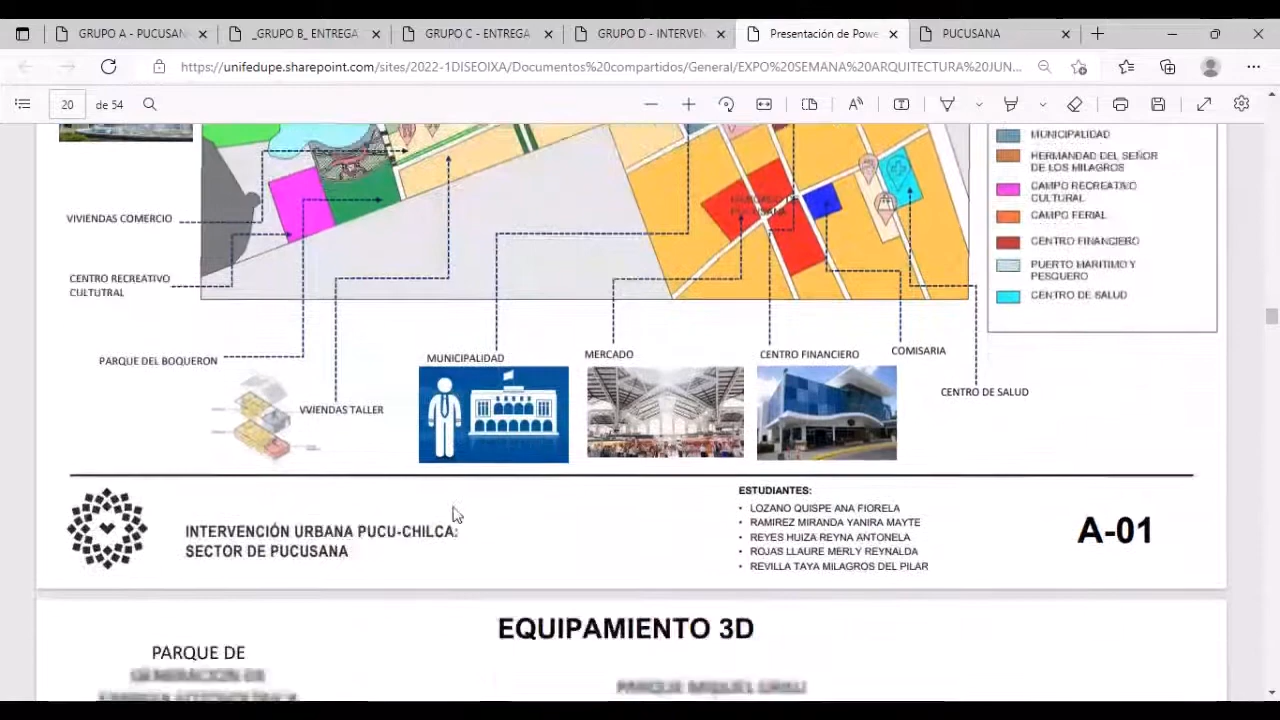 GRUPO A - PUCUSAN
_GRUPO B_ ENTREGA
GRUPO C - ENTREGA
GRUPO D - INTERVEN
Presentación de Powe
PUCUSANA
https://unifedupe.sharepoint.com/sites/2022-1DISEOIXA/Documentos%20compartidos/General/EXPO%20SEMANA%20ARQUITECTURA%20JUN...
20 de 54
MUNICIPALIDAD
HERMANDAD DEL SEÑOR
DE LOS MILAGROS
CAMPO RECREATIVO
CULTURAL
CAMPO FERIAL
CENTRO FINANCIERO
PUERTO MARITIMO Y
PESQUERO
CENTRO DE SALUD
VIVIENDAS COMERCIO
CENTRO RECREATIVO
CULTUTRAL
PARQUE DEL BOQUERON
VVIENDAS TALLER
MUNICIPALIDAD
MERCADO
CENTRO FINANCIERO
COMISARIA
CENTRO DE SALUD
INTERVENCIÓN URBANA PUCU-CHILCA:
SECTOR DE PUCUSANA
ESTUDIANTES:
• LOZANO QUISPE ANA FIORELA
• RAMIREZ MIRANDA YANIRA MAYTE
• REYES HUIZA REYNA ANTONELA
• ROJAS LLAURE MERLY REYNALDA
• REVILLA TAYA MILAGROS DEL PILAR
A-01
EQUIPAMIENTO 3D
PARQUE DE